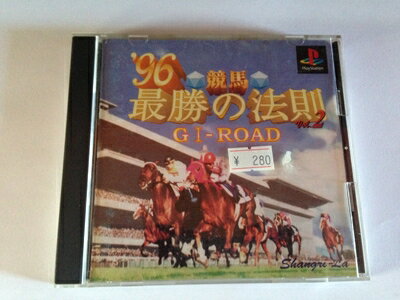 '96
競馬
最勝の法則
Vol.2
GI-ROAD
¥ 280
PlayStation
Shangri-La